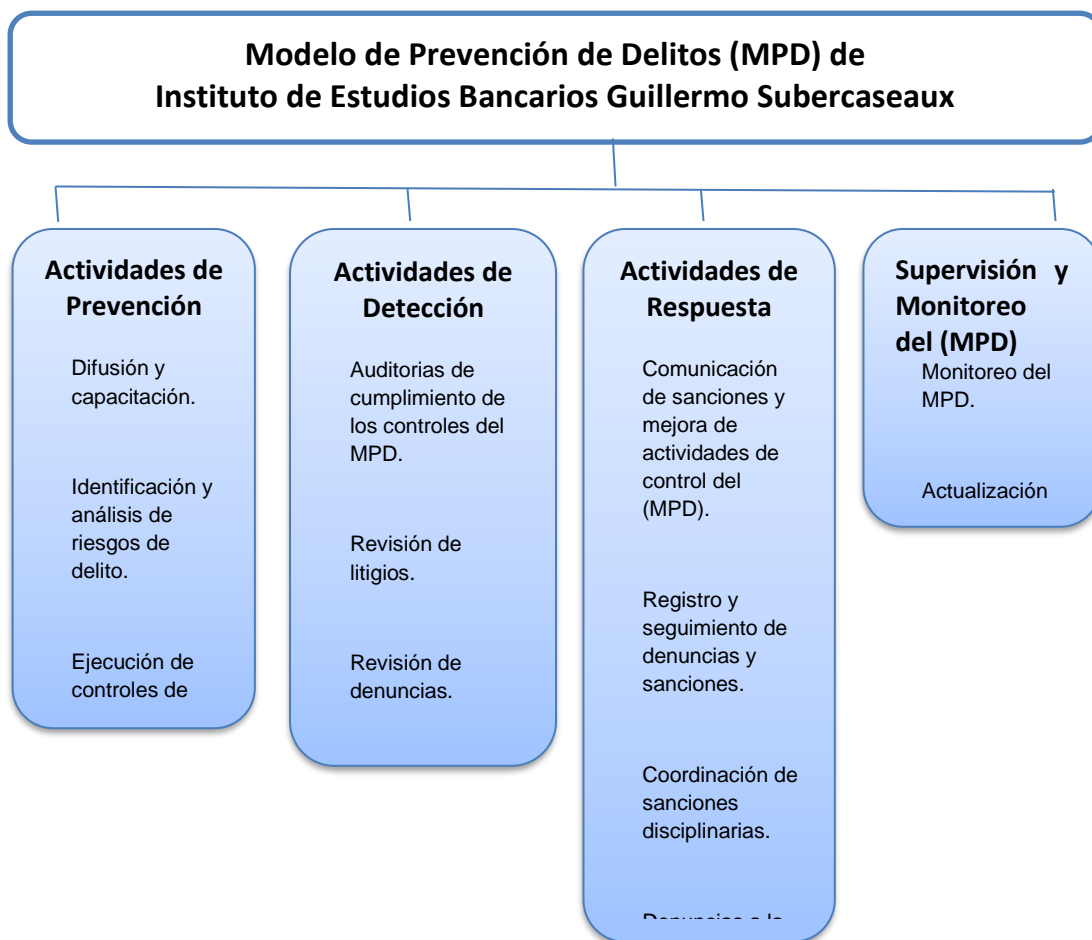 Modelo de Prevención de Delitos (MPD) de
Instituto de Estudios Bancarios Guillermo Subercaseaux
Actividades de
Prevención
Difusión y
capacitación.
Identificación y
análisis de
riesgos de
delito.
Ejecución de
controles de
Actividades de
Detección
Auditorias de
cumplimiento de
los controles del
MPD.
Revisión de
litigios.
Revisión de
denuncias.
Actividades de
Respuesta
Comunicación
de sanciones y
mejora de
actividades de
control del
(MPD).
Registro y
seguimiento de
denuncias y
sanciones.
Coordinación de
sanciones
disciplinarias.
Supervisión y
Monitoreo
del (MPD)
Monitoreo del
MPD.
Actualización